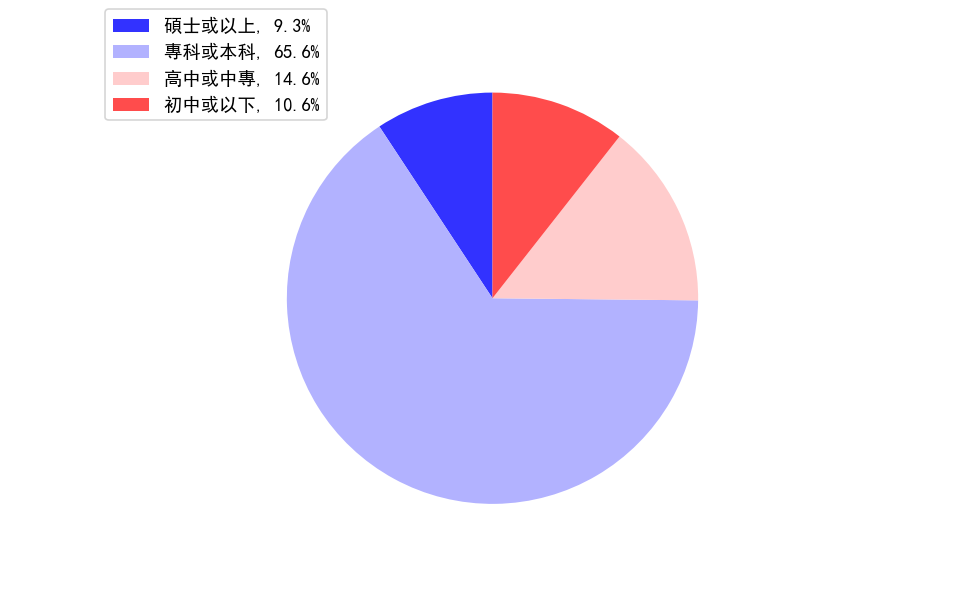 碩士或以上, 9.3%
專科或本科, 65.6%
高中或中專, 14.6%
初中或以下, 10.6%